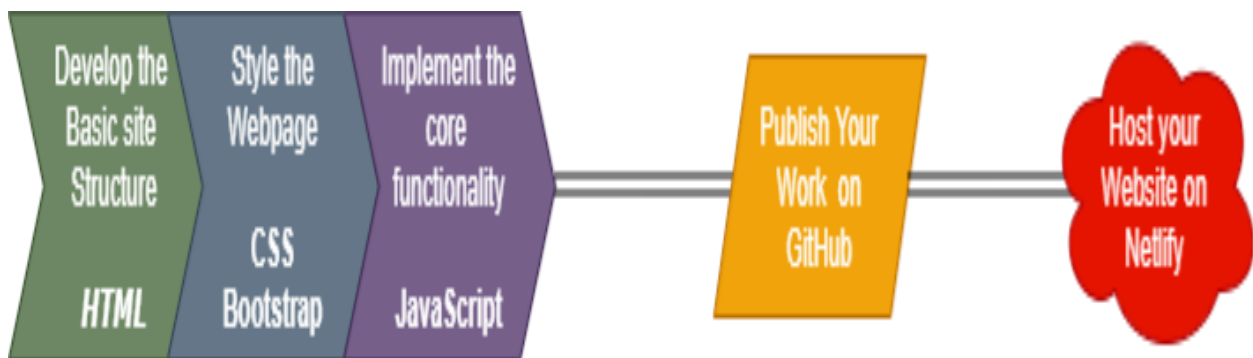 Develop the
Basic site
Structure
HTML
Style the
Webpage
CSS
Bootstrap
Implement the
core
functionality
JavaScript
Publish Your
Work on
GitHub
Host your
Website on
Netlify